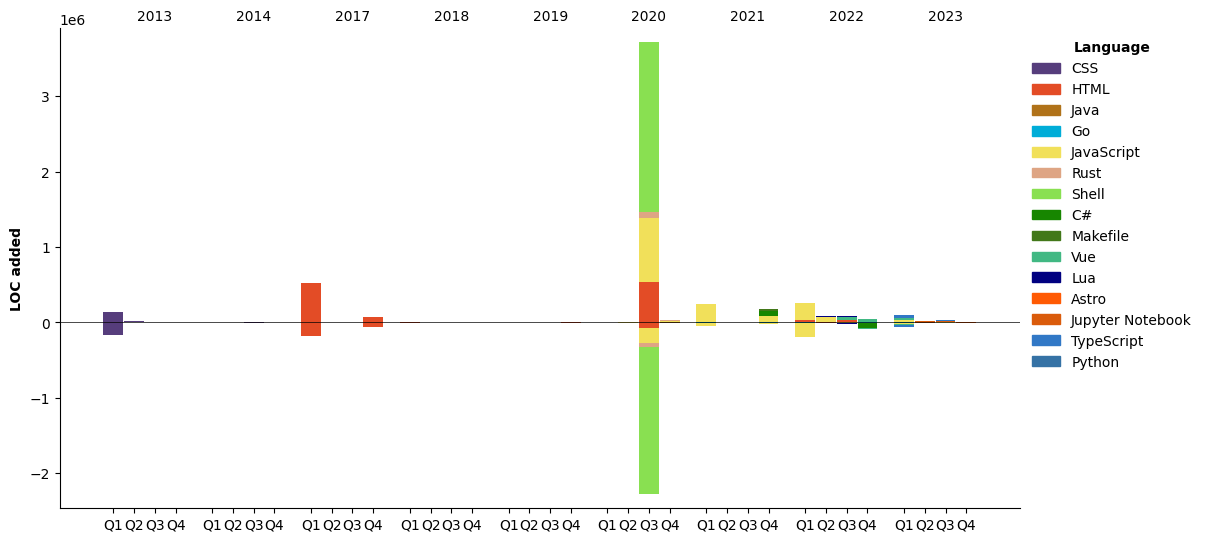 1e6
2013 2014 2017 2018 2019 2020 2021 2022 2023
Language
CSS
HTML
Java
Go
JavaScript
Rust
Shell
C#
Makefile
Vue
Lua
Astro
Jupyter Notebook
TypeScript
Python
LOC added
3
2
1
0
−1
−2
Q1 Q2 Q3 Q4 Q1 Q2 Q3 Q4 Q1 Q2 Q3 Q4 Q1 Q2 Q3 Q4 Q1 Q2 Q3 Q4 Q1 Q2 Q3 Q4 Q1 Q2 Q3 Q4 Q1 Q2 Q3 Q4 Q1 Q2 Q3 Q4